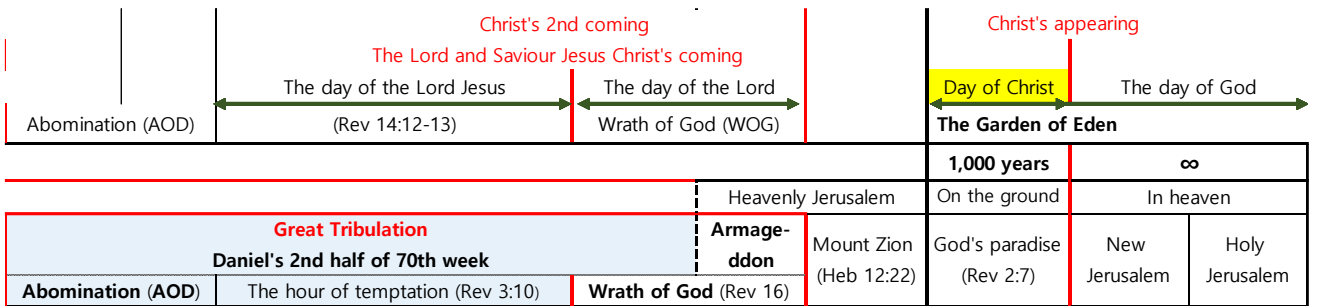 Christ's 2nd coming Christ's appearing
The Lord and Saviour Jesus Christ's coming
The day of the Lord Jesus The day of the Lord Day of Christ The day of God
Abomination (AOD) (Rev 14:12-13) Wrath of God (WOG) The Garden of Eden
1,000 years ∞
Heavenly Jerusalem On the ground In heaven
Great Tribulation Armage-
Daniel's 2nd half of 70th week ddon
Mount Zion God's paradise New Holy
(Heb 12:22) (Rev 2:7) Jerusalem Jerusalem
Abomination (AOD) The hour of temptation (Rev 3:10) Wrath of God (Rev 16)